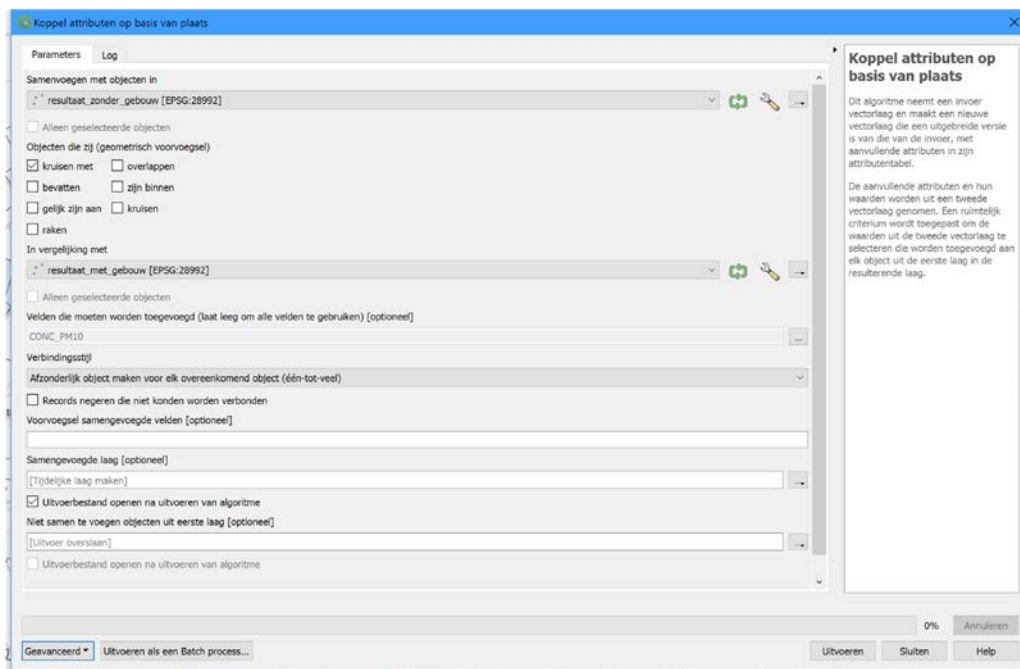 Koppel attributen op basis van plaats
Parameters Log
Samenvoegen met objecten in
resultaat_zonder_gebouw [EPSG:28992]
Alleen geselecteerde objecten
Objecten die zij (geometrisch voorvoegsel)
kruisen met overlappen
bevatten zijn binnen
gelijk zijn aan kruisen
raken
In vergelijking met
resultaat_met_gebouw [EPSG:28992]
Alleen geselecteerde objecten
Velden die moeten worden toegevoegd (laat leeg om alle velden te gebruiken) [optioneel]
CONC_PM10
Verbindingsstijl
Afzonderlijk object maken voor elk overeenkomend object (één-tot-veel)
Records negeren die niet konden worden verbonden
Voorvoegsel samengevoegde velden [optioneel]
Samengevoegde laag [optioneel]
[Tijdelijke laag maken]
Uitvoerbestand openen na uitvoeren van algoritme
Niet samen te voegen objecten uit eerste laag [optioneel]
[Uitvoer overslaan]
Uitvoerbestand openen na uitvoeren van algoritme
Koppel attributen op
basis van plaats
Dit algoritme neemt een invoer
vectorlaag en maakt een nieuwe
vectorlaag die een uitgebreide versie
is van die van de invoer, met
aanvullende attributen in zijn
attributentabel.
De aanvullende attributen en hun
waarden worden uit een tweede
vectorlaag genomen. Een ruimtelijk
criterium wordt toegepast om de
waarden uit de tweede vectorlaag te
selecteren die worden toegevoegd aan
elk object uit de eerste laag in de
resulterende laag.
0% Annuleren
Geavanceerd Uitvoeren als een Batch process... Uitvoeren Sluiten Help